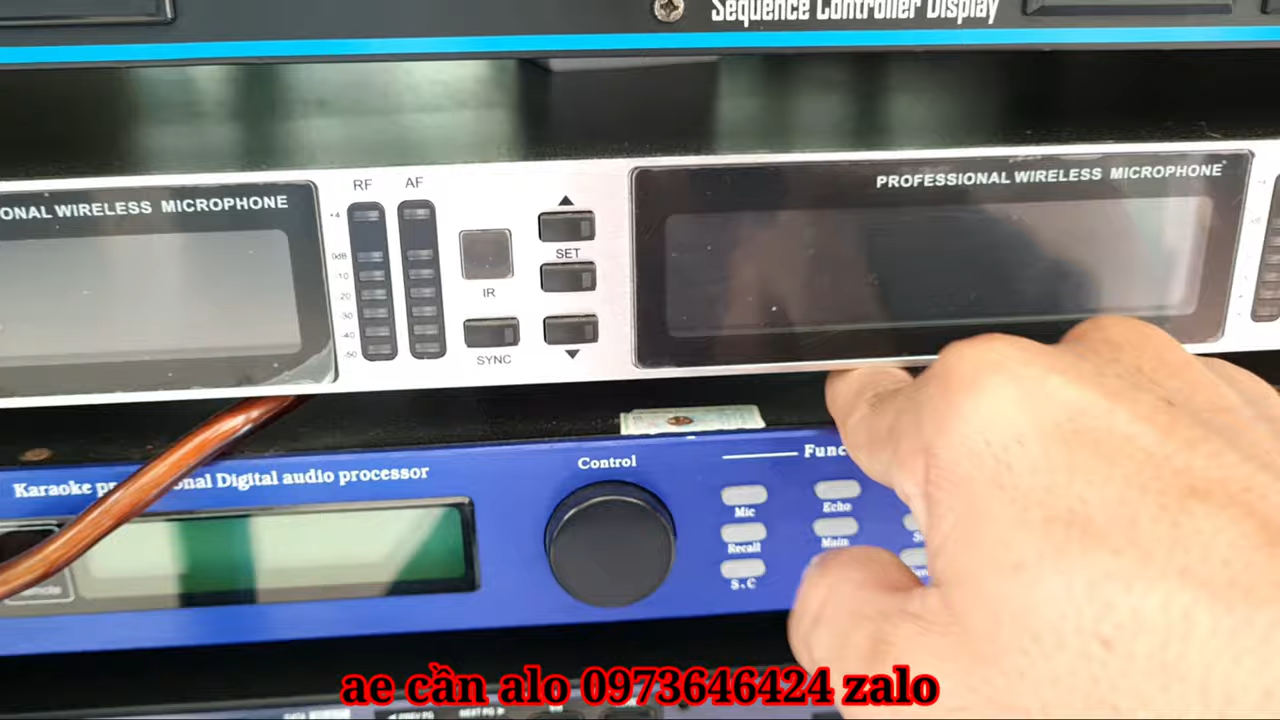 Sequence Controller Display
ONAL WIRELESS MICROPHONE
RF AF
+4
0dB
-10
20
-30
-40
-50
IR
SYNC
SET
PROFESSIONAL WIRELESS MICROPHONE
Karaoke pr onal Digital audio processor
Control
Func
Mic
Echo
Recall
Main
S.C
ae cần alo 0973646424 zalo